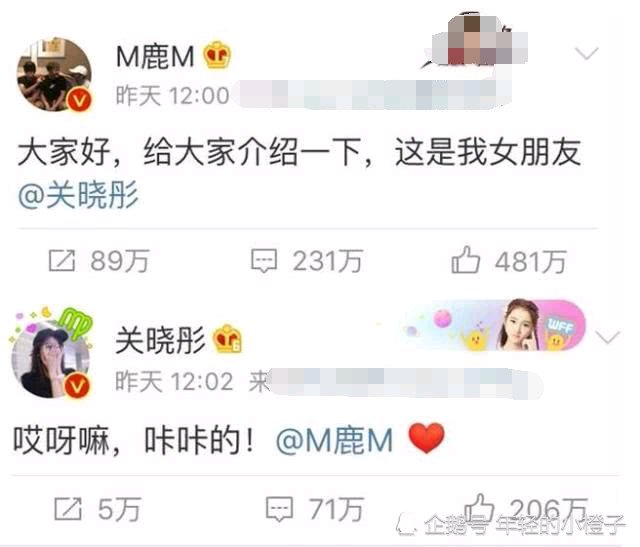 M鹿M
昨天 12:00
大家好，给大家介绍一下，这是我女朋友
@关晓彤
89万 231万 481万
关晓彤
WFF
昨天 12:02 来
哎呀嘛，咔咔的！@M鹿M
5万 71万 206万
企鹅号 年轻的小橙子